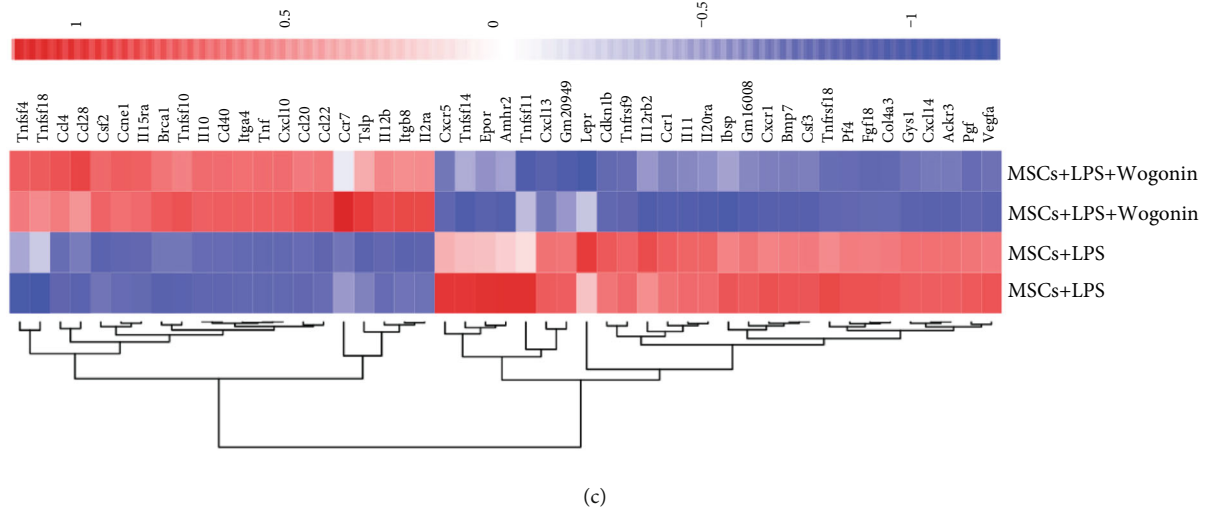 1 0.5 0 −0.5 −1
Tnfsf4 Tnfsf18 Ccl4 Ccl28 Csf2 Ccne1 Il15ra Brca1 Tnfsf10 Il10 Cd40 Itga4 Tnf Cxcl10 Ccl20 Ccl22 Ccr7 Tslp Il12b Itgb8 Il2ra Cxcr5 Tnfsf14 Epor Amhr2 Tnfsf11 Cxcl13 Gm20949 Lepr Cdkn1b Tnfrsf9 Il12rb2 Ccr1 Il11 Il20ra Ibsp Gm16008 Cxcr1 Bmp7 Csf3 Tnfrsf18 Pf4 Fgf18 Col4a3 Gys1 Cxcl14 Ackr3 Pgf Vegfa
MSCs+LPS+Wogonin
MSCs+LPS+Wogonin
MSCs+LPS
MSCs+LPS
(c)